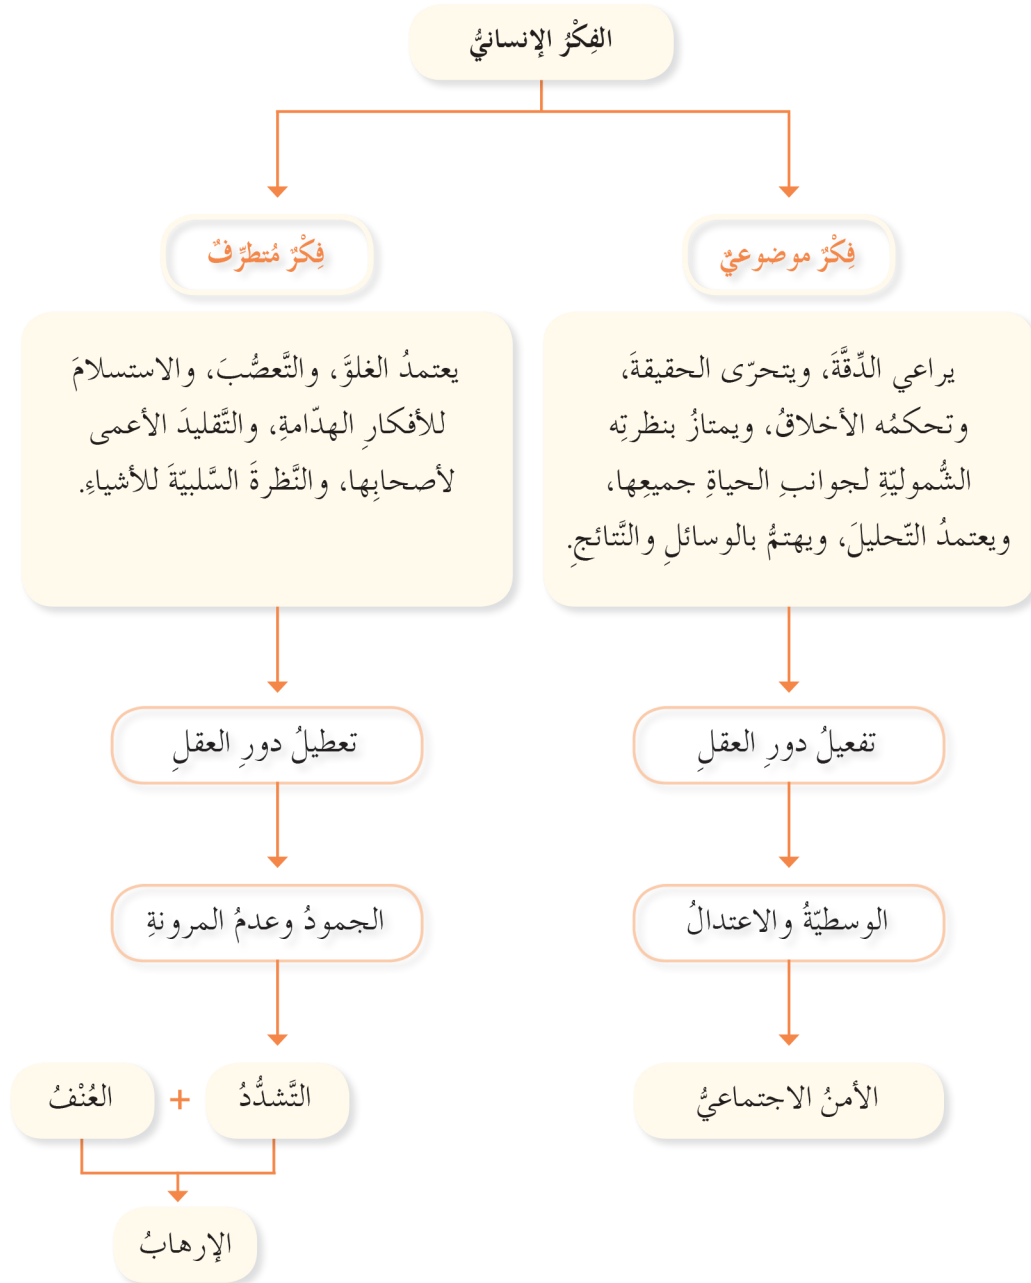 الفِكْرُ الإنسانيُّ
فِكْرٌ موضوعيٌّ
يراعي الدِّقَّةَ، ويتحرّى الحقيقةَ،
وتحكمُه الأخلاقُ، ويمتازُ بنظرتِه
الشُّموليّةِ لجوانبِ الحياةِ جميعِها،
ويعتمدُ التّحليلَ، ويهتمُّ بالوسائلِ والنَّتائجِ.
تفعيلُ دورِ العقلِ
الوسطيّةُ والاعتدالُ
الأمنُ الاجتماعيُّ
فِكْرٌ مُتطرِّفٌ
يعتمدُ الغلوَّ، والتَّعصُّبَ، والاستسلامَ
للأفكارِ الهدّامةِ، والتَّقليدَ الأعمى
لأصحابِها، والنَّظرةَ السَّلبيّةَ للأشياءِ.
تعطيلُ دورِ العقلِ
الجمودُ وعدمُ المرونةِ
التَّشدُّدُ + العُنْفُ
الإرهابُ